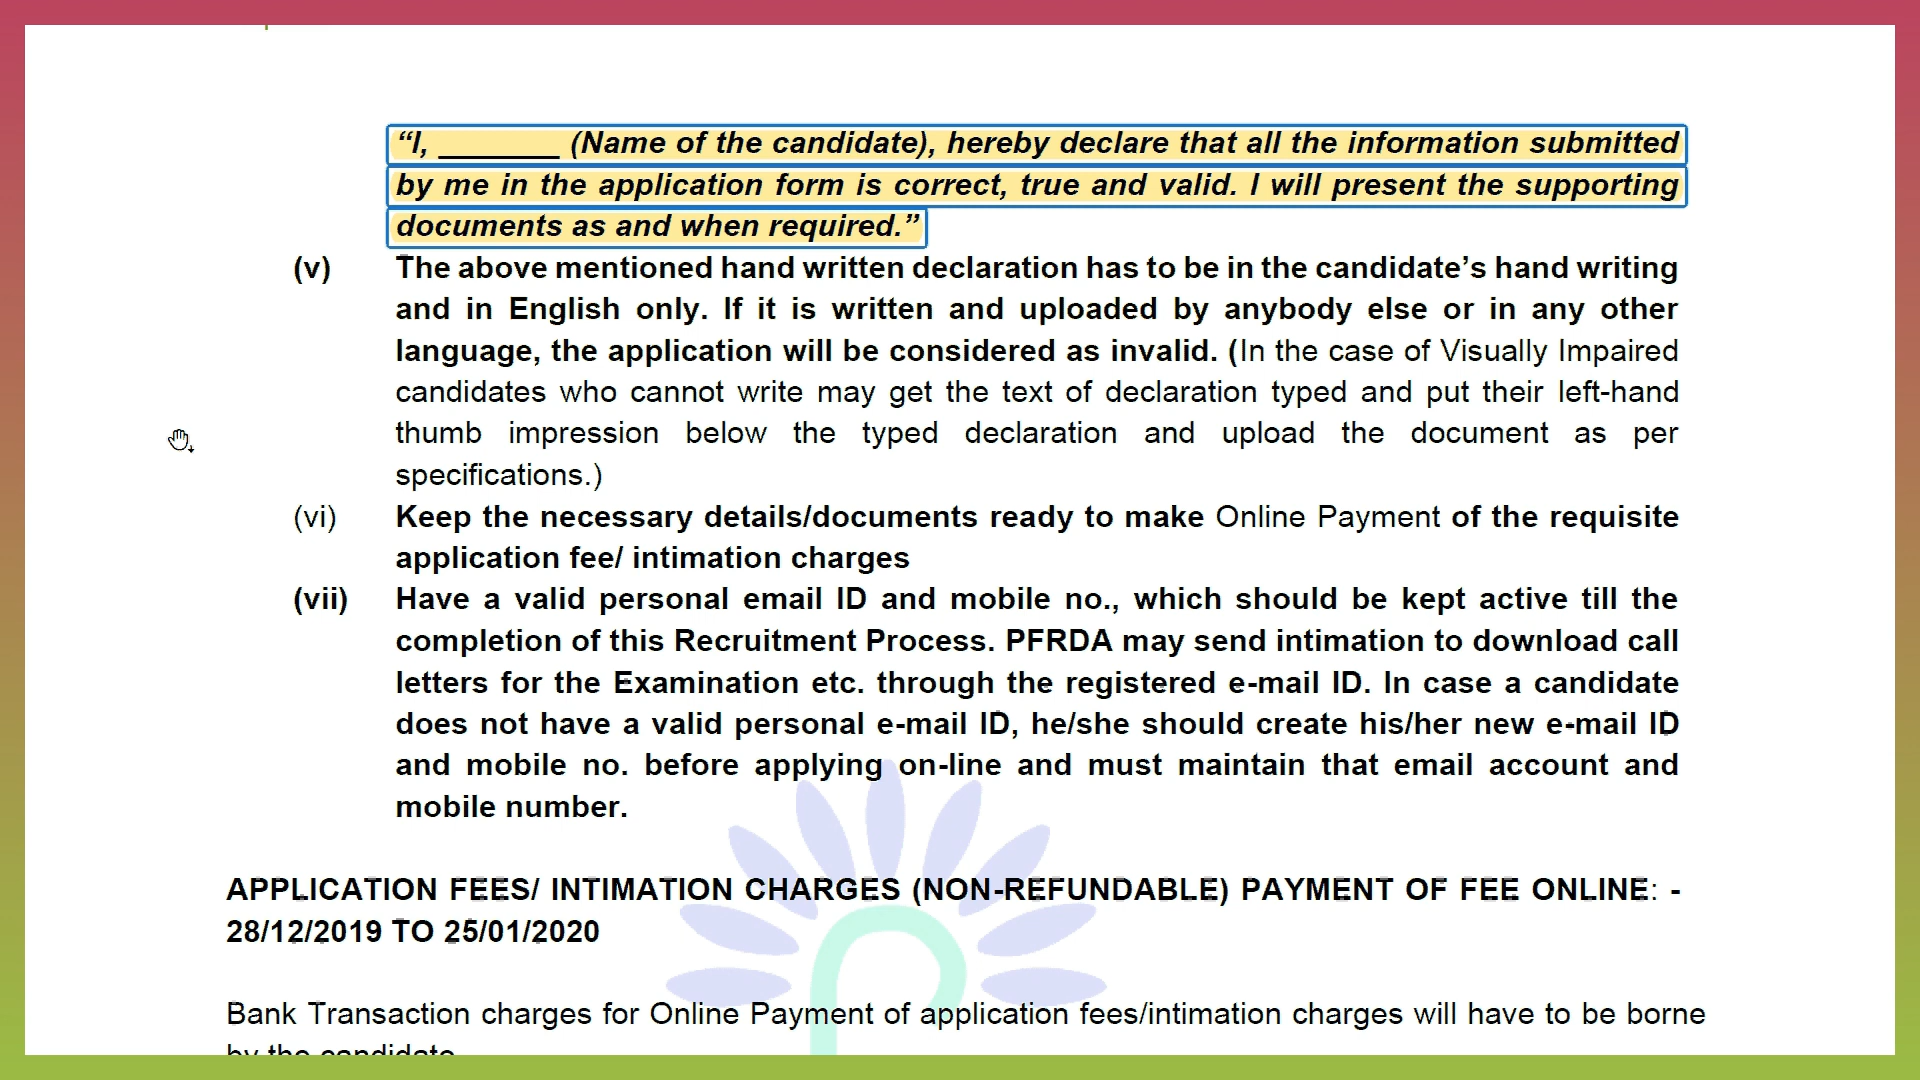 “I, _______ (Name of the candidate), hereby declare that all the information submitted
by me in the application form is correct, true and valid. I will present the supporting
documents as and when required.”
(v) The above mentioned hand written declaration has to be in the candidate’s hand writing
and in English only. If it is written and uploaded by anybody else or in any other
language, the application will be considered as invalid. (In the case of Visually Impaired
candidates who cannot write may get the text of declaration typed and put their left-hand
thumb impression below the typed declaration and upload the document as per
specifications.)
(vi) Keep the necessary details/documents ready to make Online Payment of the requisite
application fee/ intimation charges
(vii) Have a valid personal email ID and mobile no., which should be kept active till the
completion of this Recruitment Process. PFRDA may send intimation to download call
letters for the Examination etc. through the registered e-mail ID. In case a candidate
does not have a valid personal e-mail ID, he/she should create his/her new e-mail ID
and mobile no. before applying on-line and must maintain that email account and
mobile number.
APPLICATION FEES/ INTIMATION CHARGES (NON-REFUNDABLE) PAYMENT OF FEE ONLINE: -
28/12/2019 TO 25/01/2020
Bank Transaction charges for Online Payment of application fees/intimation charges will have to be borne
by the candidate